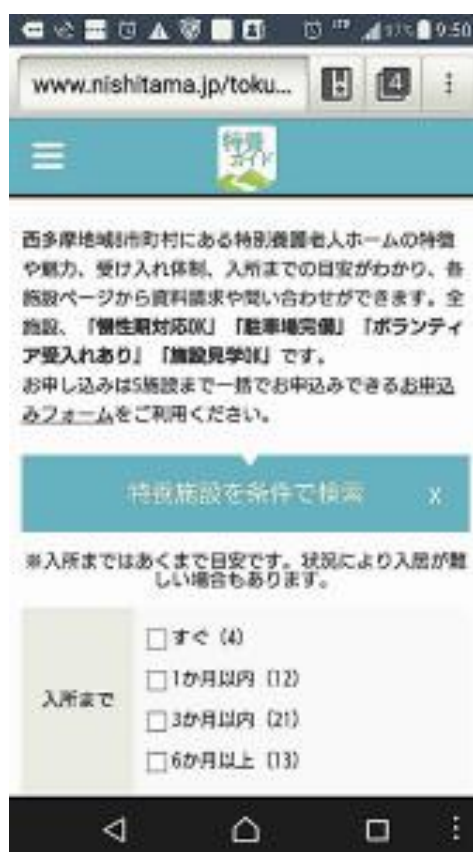 9:50
www.nishitama.jp/toku...
4
特養
ガイド
西多摩地域8市町村にある特別養護老人ホームの特徴
や魅力、受け入れ体制、入所までの目安がわかり、各
施設ページから資料請求や問い合わせができます。全
施設、「慢性期対応OK」「駐車場完備」「ボランティ
ア受入れあり」「施設見学OK」です。
お申し込みは5施設まで一括でお申込みできるお申込
みフォームをご利用ください。
特養施設を条件で検索 X
※入所まではあくまで目安です。状況により入居が難
しい場合もあります。
入所まで
すぐ (4)
1か月以内 (12)
3か月以内 (21)
6か月以上 (13)